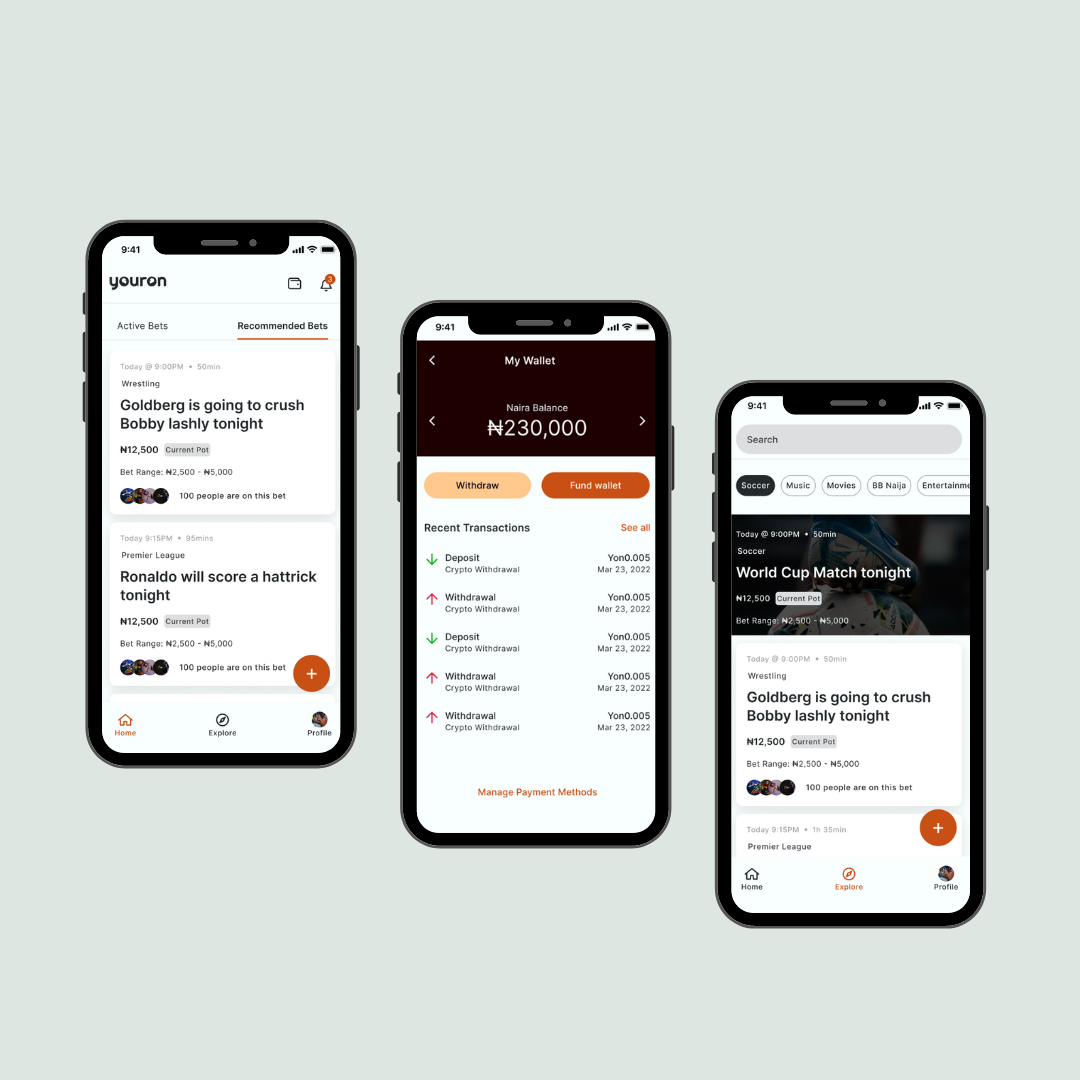 9:41
youron
3
Active Bets
Recommended Bets
Today @ 9:00PM • 50min
Wrestling
Goldberg is going to crush
Bobby lashly tonight
₦12,500 Current Pot
Bet Range: ₦2,500 - ₦5,000
100 people are on this bet
Today 9:15PM • 95mins
Premier League
Ronaldo will score a hattrick
tonight
₦12,500 Current Pot
Bet Range: ₦2,500 - ₦5,000
100 people are on this bet
+
Home
Explore
Profile
9:41
My Wallet
Naira Balance
₦230,000
Withdraw
Fund wallet
Recent Transactions
See all
Deposit
Yon0.005
Crypto Withdrawal
Mar 23, 2022
Withdrawal
Yon0.005
Crypto Withdrawal
Mar 23, 2022
Deposit
Yon0.005
Crypto Withdrawal
Mar 23, 2022
Withdrawal
Yon0.005
Crypto Withdrawal
Mar 23, 2022
Withdrawal
Yon0.005
Crypto Withdrawal
Mar 23, 2022
Manage Payment Methods
9:41
Search
Soccer
Music
Movies
BB Naija
Entertainme
Today @ 9:00PM • 50min
Soccer
World Cup Match tonight
₦12,500 Current Pot
Bet Range: ₦2,500 - ₦5,000
Today @ 9:00PM • 50min
Wrestling
Goldberg is going to crush
Bobby lashly tonight
₦12,500 Current Pot
Bet Range: ₦2,500 - ₦5,000
100 people are on this bet
Today 9:15PM • 1h 35min
Premier League
+
Home
Explore
Profile